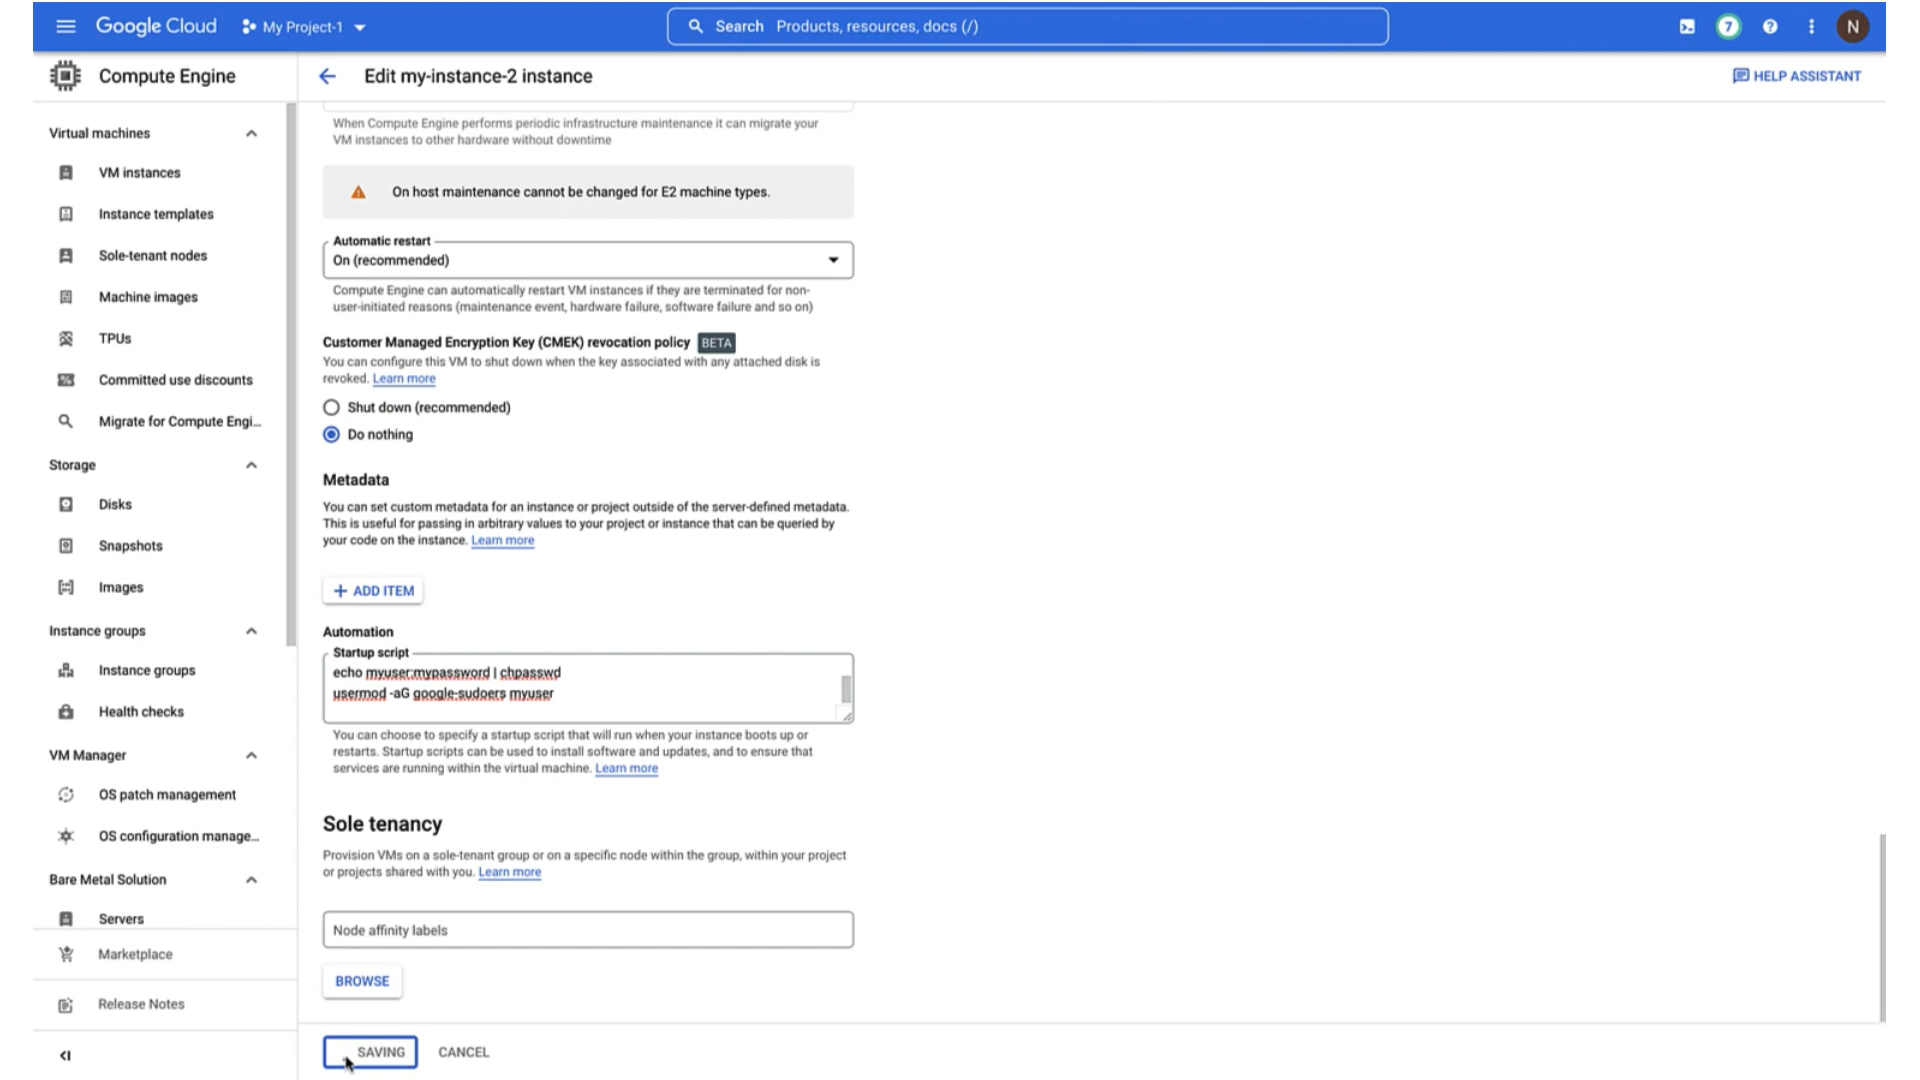 Google Cloud
My Project-1
Search Products, resources, docs (/)
7
N
Compute Engine
Edit my-instance-2 instance
HELP ASSISTANT
Virtual machines
VM instances
Instance templates
Sole-tenant nodes
Machine images
TPUs
Committed use discounts
Migrate for Compute Engi...
Storage
Disks
Snapshots
Images
Instance groups
Instance groups
Health checks
VM Manager
OS patch management
OS configuration manage...
Bare Metal Solution
Servers
Marketplace
Release Notes
When Compute Engine performs periodic infrastructure maintenance it can migrate your
VM instances to other hardware without downtime
On host maintenance cannot be changed for E2 machine types.
Automatic restart
On (recommended)
Compute Engine can automatically restart VM instances if they are terminated for non-
user-initiated reasons (maintenance event, hardware failure, software failure and so on)
Customer Managed Encryption Key (CMEK) revocation policy BETA
You can configure this VM to shut down when the key associated with any attached disk is
revoked. Learn more
Shut down (recommended)
Do nothing
Metadata
You can set custom metadata for an instance or project outside of the server-defined metadata.
This is useful for passing in arbitrary values to your project or instance that can be queried by
your code on the instance. Learn more
+ ADD ITEM
Automation
Startup script
echo myuser:mypassword | chpasswd
usermod -aG google-sudoers myuser
You can choose to specify a startup script that will run when your instance boots up or
restarts. Startup scripts can be used to install software and updates, and to ensure that
services are running within the virtual machine. Learn more
Sole tenancy
Provision VMs on a sole-tenant group or on a specific node within the group, within your project
or projects shared with you. Learn more
Node affinity labels
BROWSE
SAVING
CANCEL